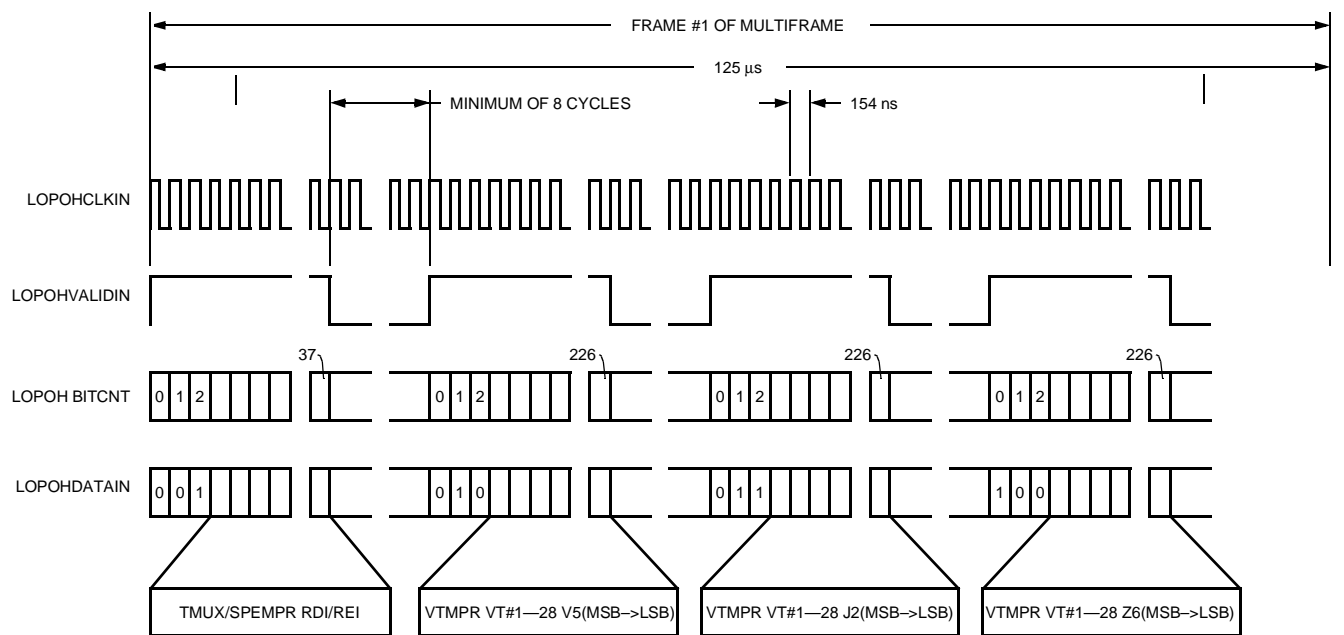 FRAME #1 OF MULTIFRAME
125 µs
MINIMUM OF 8 CYCLES
154 ns
LOPOHCLKIN
LOPOHVALIDIN
37
226
226
226
LOPOH BITCNT
0 1 2
0 1 2
0 1 2
0 1 2
LOPOHDATAIN
0 0 1
0 1 0
0 1 1
1 0 0
TMUX/SPEMPR RDI/REI
VTMPR VT#1—28 V5(MSB–>LSB)
VTMPR VT#1—28 J2(MSB–>LSB)
VTMPR VT#1—28 Z6(MSB–>LSB)